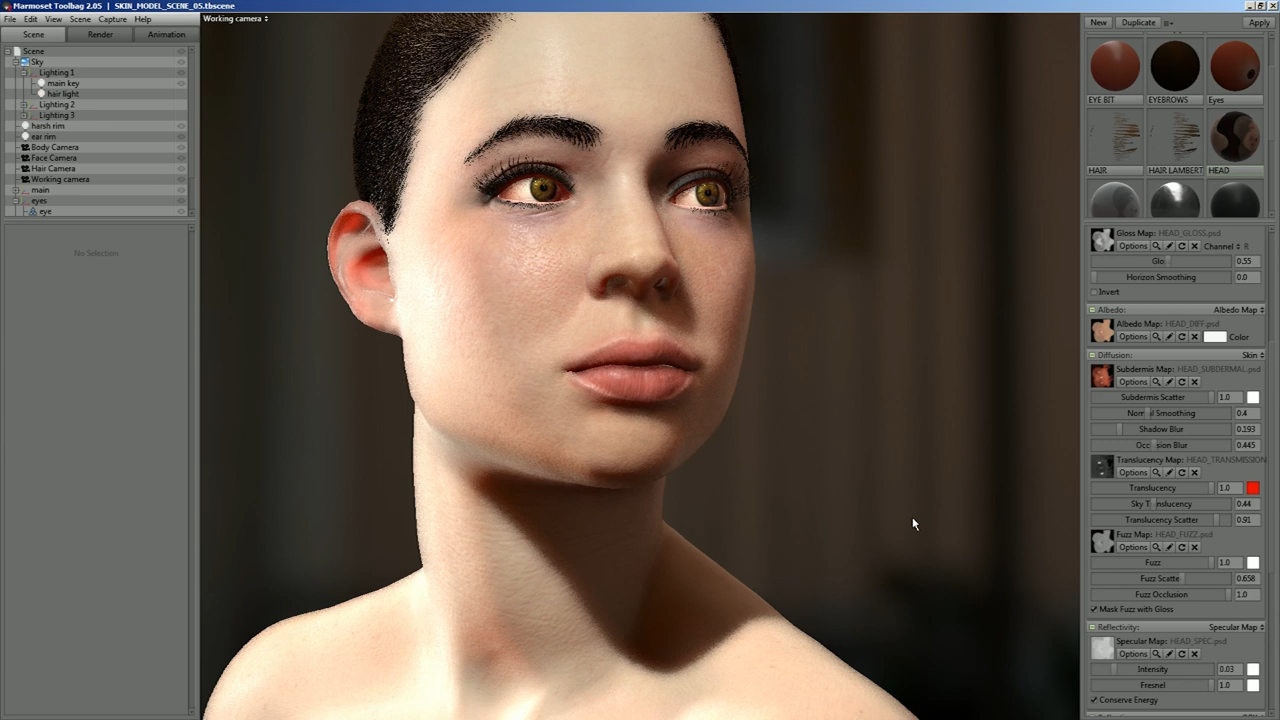 Marmoset Toolbag 2.05 | SKIN_MODEL_SCENE_05.tbscene
File Edit View Scene Capture Help
Scene Render Animation
Scene
Sky
Lighting 1
main key
hair light
Lighting 2
Lighting 3
harsh rim
ear rim
Body Camera
Face Camera
Hair Camera
Working camera
main
eyes
eye
No Selection
Working camera
New Duplicate Apply
EYE BIT EYEBROWS Eyes
HAIR HAIR LAMBERT HEAD
Gloss Map: HEAD_GLOSS.psd
Options Channel R
Glo 0.55
Horizon Smoothing 0.0
Invert
Albedo: Albedo Map
Albedo Map: HEAD_DIFF.psd
Options Color
Diffusion: Skin
Subdermis Map: HEAD_SUBDERMAL.psd
Options
Subdermis Scatter 1.0
Smoothing 0.4
Shadow Blur 0.193
Blur 0.445
Translucency Map: HEAD_TRANSMISSION
Options
Translucency 1.0
Sky 0.44
Translucency Scatter 0.91
Fuzz Map: HEAD_FUZZ.psd
Options
Fuzz 1.0
Fuzz Scatte 0.658
Fuzz Occlusion 1.0
Mask Fuzz with Gloss
Reflectivity: Specular Map
Specular Map: HEAD_SPEC.psd
Options
Intensity 0.03
Fresnel 1.0
Conserve Energy